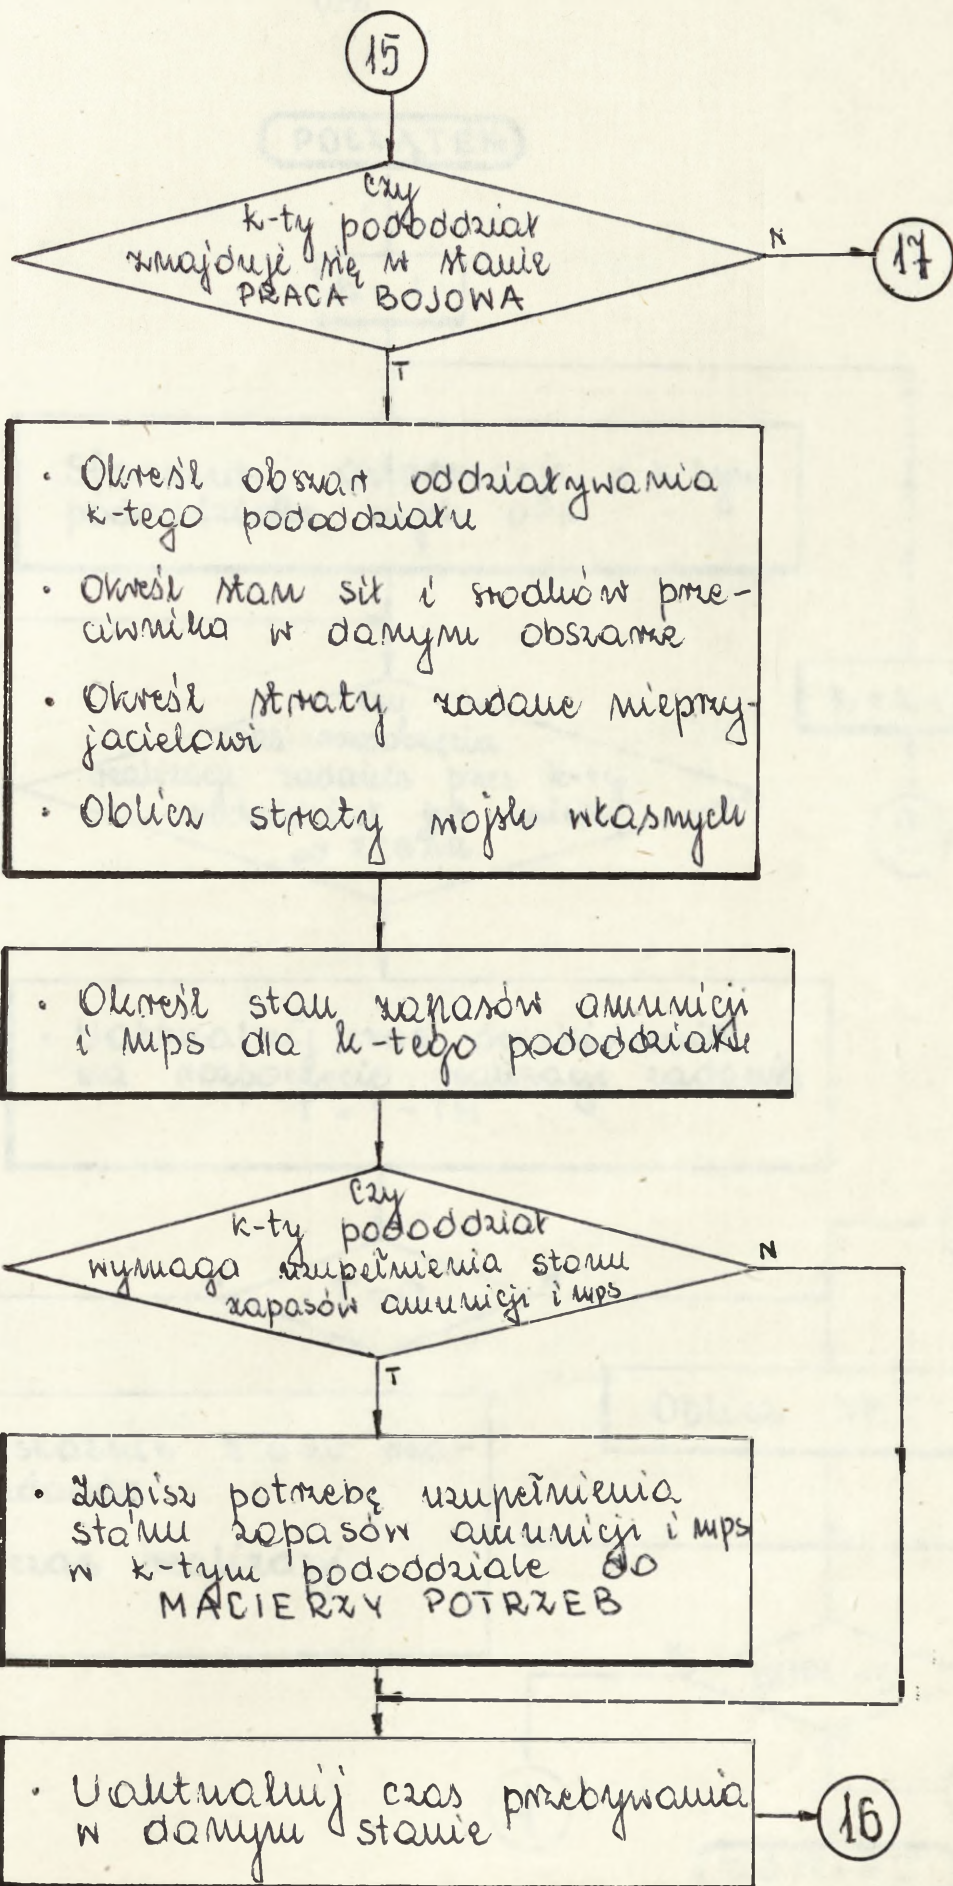 15
czy
k-ty pododdział
znajduje się w stanie
PRACA BOJOWA
N
17
T
· Określ obszar oddziaływania
k-tego pododdziału
· Określ stan sił i środków prze-
ciwnika w danym obszarze
· Określ straty zadane nieprzy-
jacielowi
· Oblicz straty wojsk własnych
· Określ stan zapasów amunicji
i mps dla k-tego pododdziału
czy
k-ty pododdział
wymaga uzupełnienia stanu
zapasów amunicji i mps
N
T
· Zapisz potrzebę uzupełnienia
stanu zapasów amunicji i mps
w k-tym pododdziale do
MACIERZY POTRZEB
· Uaktualnij czas przebywania
w danym stanie
16